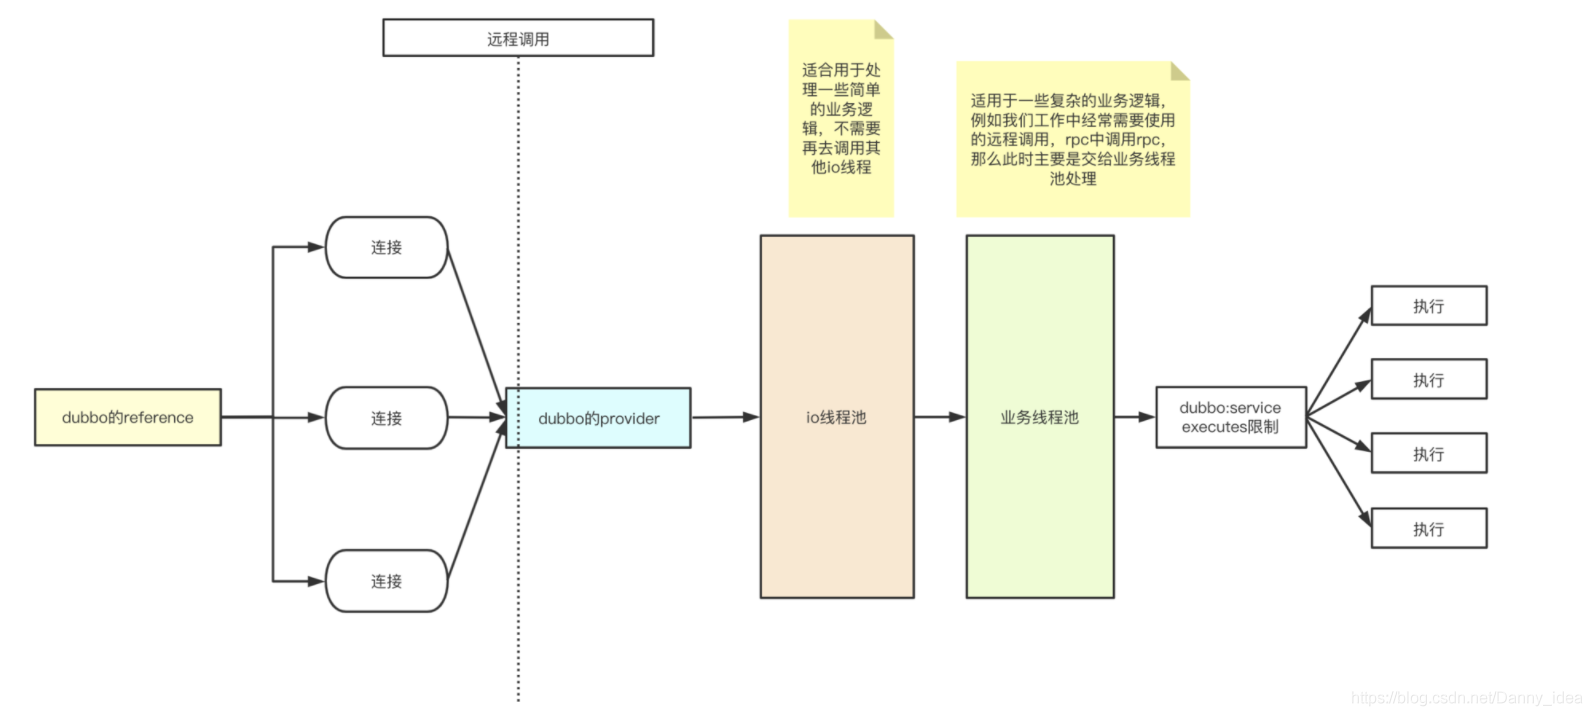 远程调用
适合用于处
理一些简单
的业务逻
辑，不需要
再去调用其
他io线程
适用于一些复杂的业务逻辑，
例如我们工作中经常需要使用
的远程调用，rpc中调用rpc，
那么此时主要是交给业务线程
池处理
连接
连接
连接
dubbo的reference
dubbo的provider
io线程池
业务线程池
dubbo:service
executes限制
执行
执行
执行
执行
https://blog.csdn.net/Danny_idea